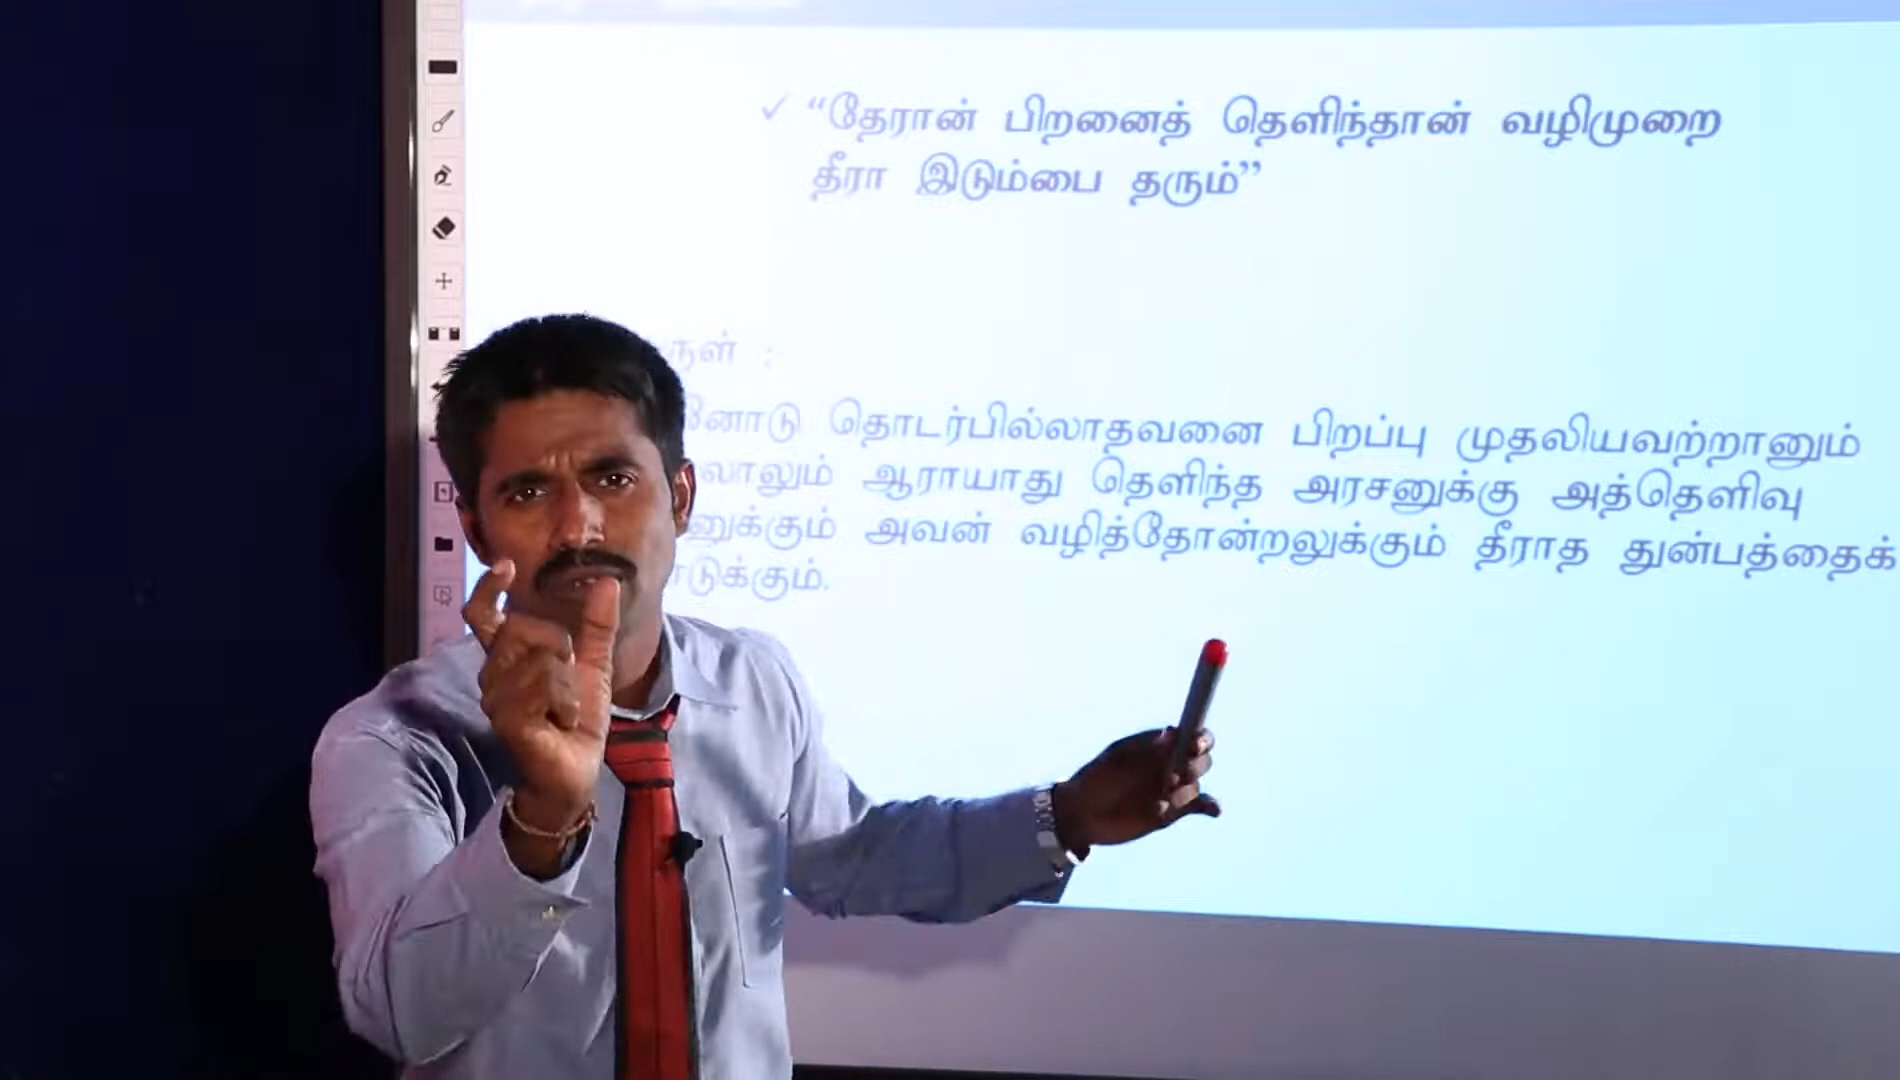 “தேரான் பிறனைத் தெளிந்தான் வழிமுறை
தீரா இடும்பை தரும்”
தொடர்பில்லாதவனை பிறப்பு முதலியவற்றானும்
ஆராயாது தெளிந்த அரசனுக்கு அத்தெளிவு
அவன் வழித்தோன்றலுக்கும் தீராத துன்பத்தைக்